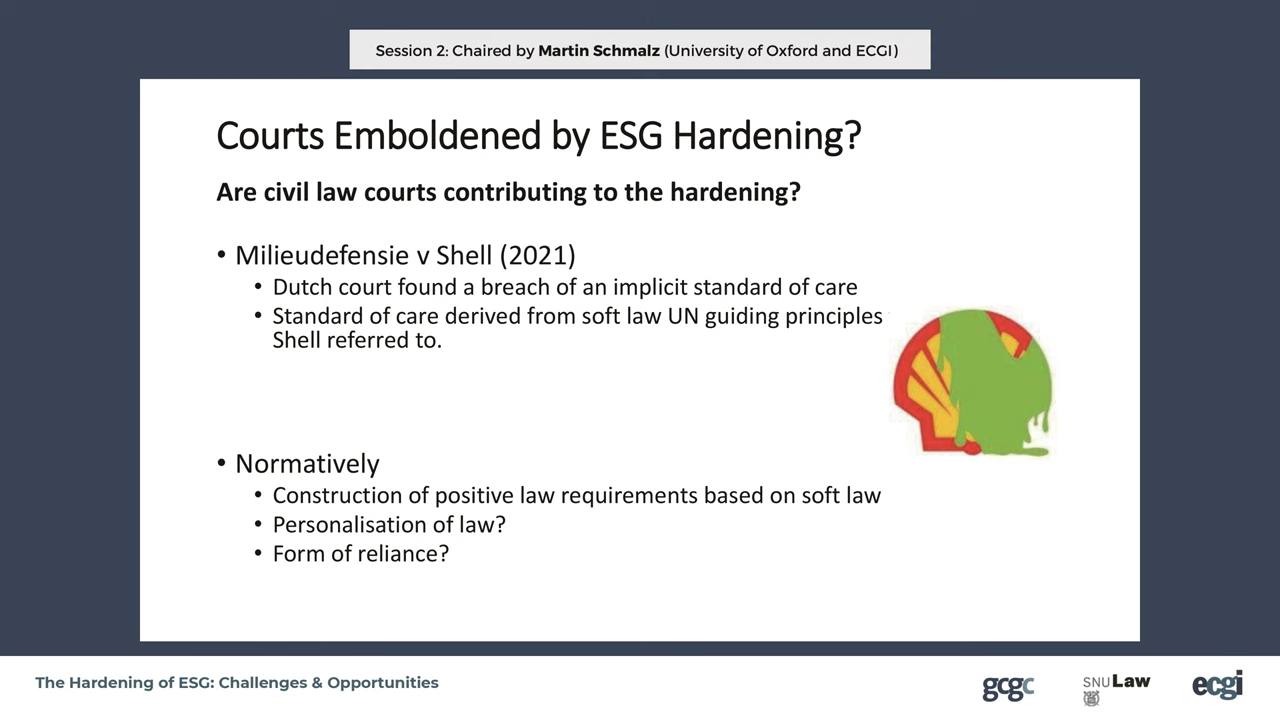 Session 2: Chaired by Martin Schmalz (University of Oxford and ECGI)
Courts Emboldened by ESG Hardening?
Are civil law courts contributing to the hardening?
• Milieudefensie v Shell (2021)
• Dutch court found a breach of an implicit standard of care
• Standard of care derived from soft law UN guiding principles
Shell referred to.
• Normatively
• Construction of positive law requirements based on soft law
• Personalisation of law?
• Form of reliance?
The Hardening of ESG: Challenges & Opportunities
gcgc
SNU Law
ecgi